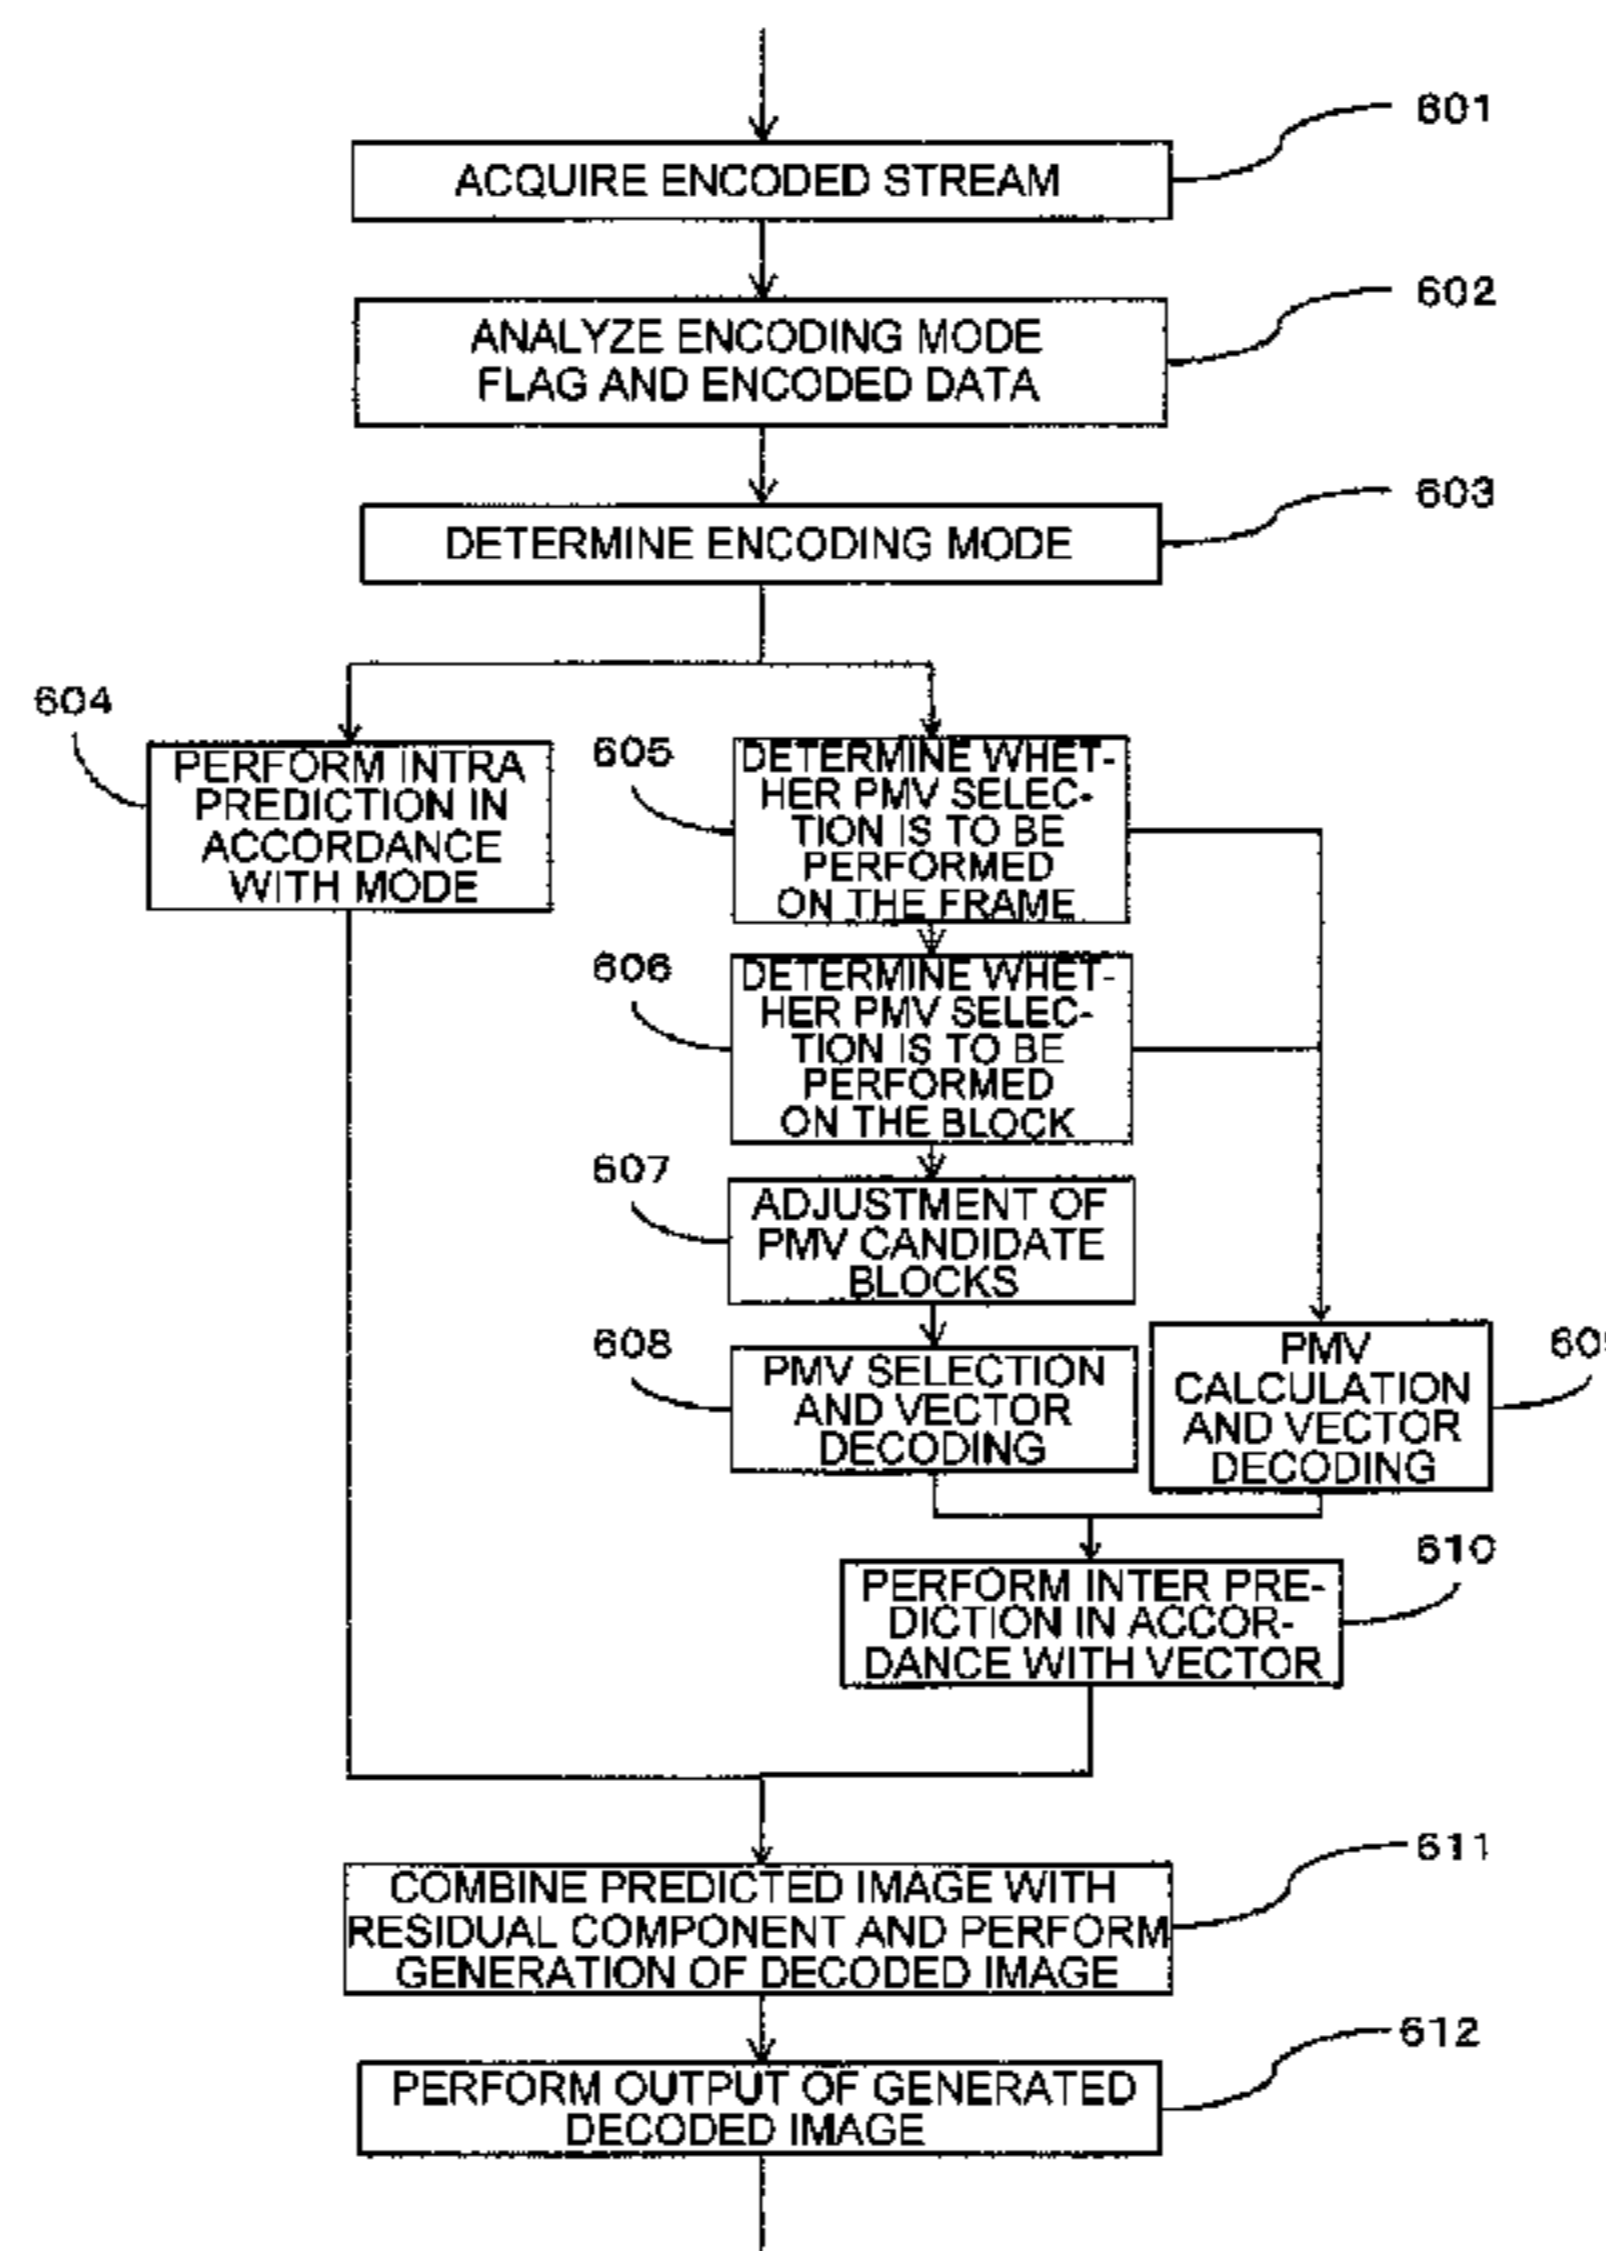 601
ACQUIRE ENCODED STREAM
602
ANALYZE ENCODING MODE
FLAG AND ENCODED DATA
603
DETERMINE ENCODING MODE
604
PERFORM INTRA
PREDICTION IN
ACCORDANCE
WITH MODE
605
DETERMINE WHET-
HER PMV SELEC-
TION IS TO BE
PERFORMED
ON THE FRAME
606
DETERMINE WHET-
HER PMV SELEC-
TION IS TO BE
PERFORMED
ON THE BLOCK
607
ADJUSTMENT OF
PMV CANDIDATE
BLOCKS
608
PMV SELECTION
AND VECTOR
DECODING
609
PMV
CALCULATION
AND VECTOR
DECODING
610
PERFORM INTER PRE-
DICTION IN ACCOR-
DANCE WITH VECTOR
611
COMBINE PREDICTED IMAGE WITH
RESIDUAL COMPONENT AND PERFORM
GENERATION OF DECODED IMAGE
612
PERFORM OUTPUT OF GENERATED
DECODED IMAGE